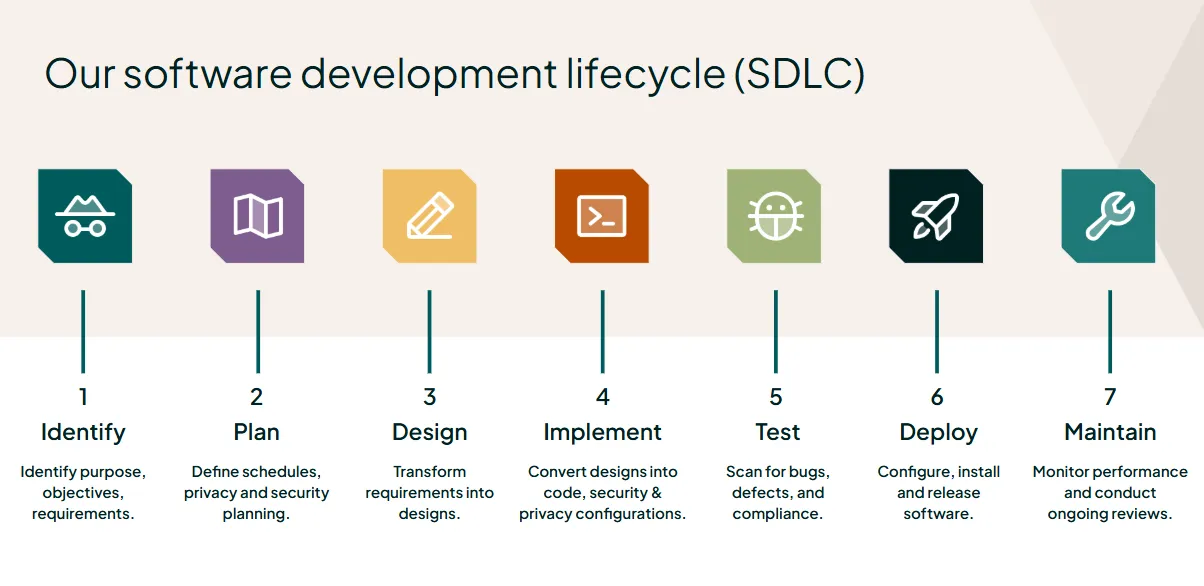 Our software development lifecycle (SDLC)
1
Identify
Identify purpose,
objectives,
requirements.
2
Plan
Define schedules,
privacy and security
planning.
3
Design
Transform
requirements into
designs.
4
Implement
Convert designs into
code, security &
privacy configurations.
5
Test
Scan for bugs,
defects, and
compliance.
6
Deploy
Configure, install
and release
software.
7
Maintain
Monitor performance
and conduct
ongoing reviews.